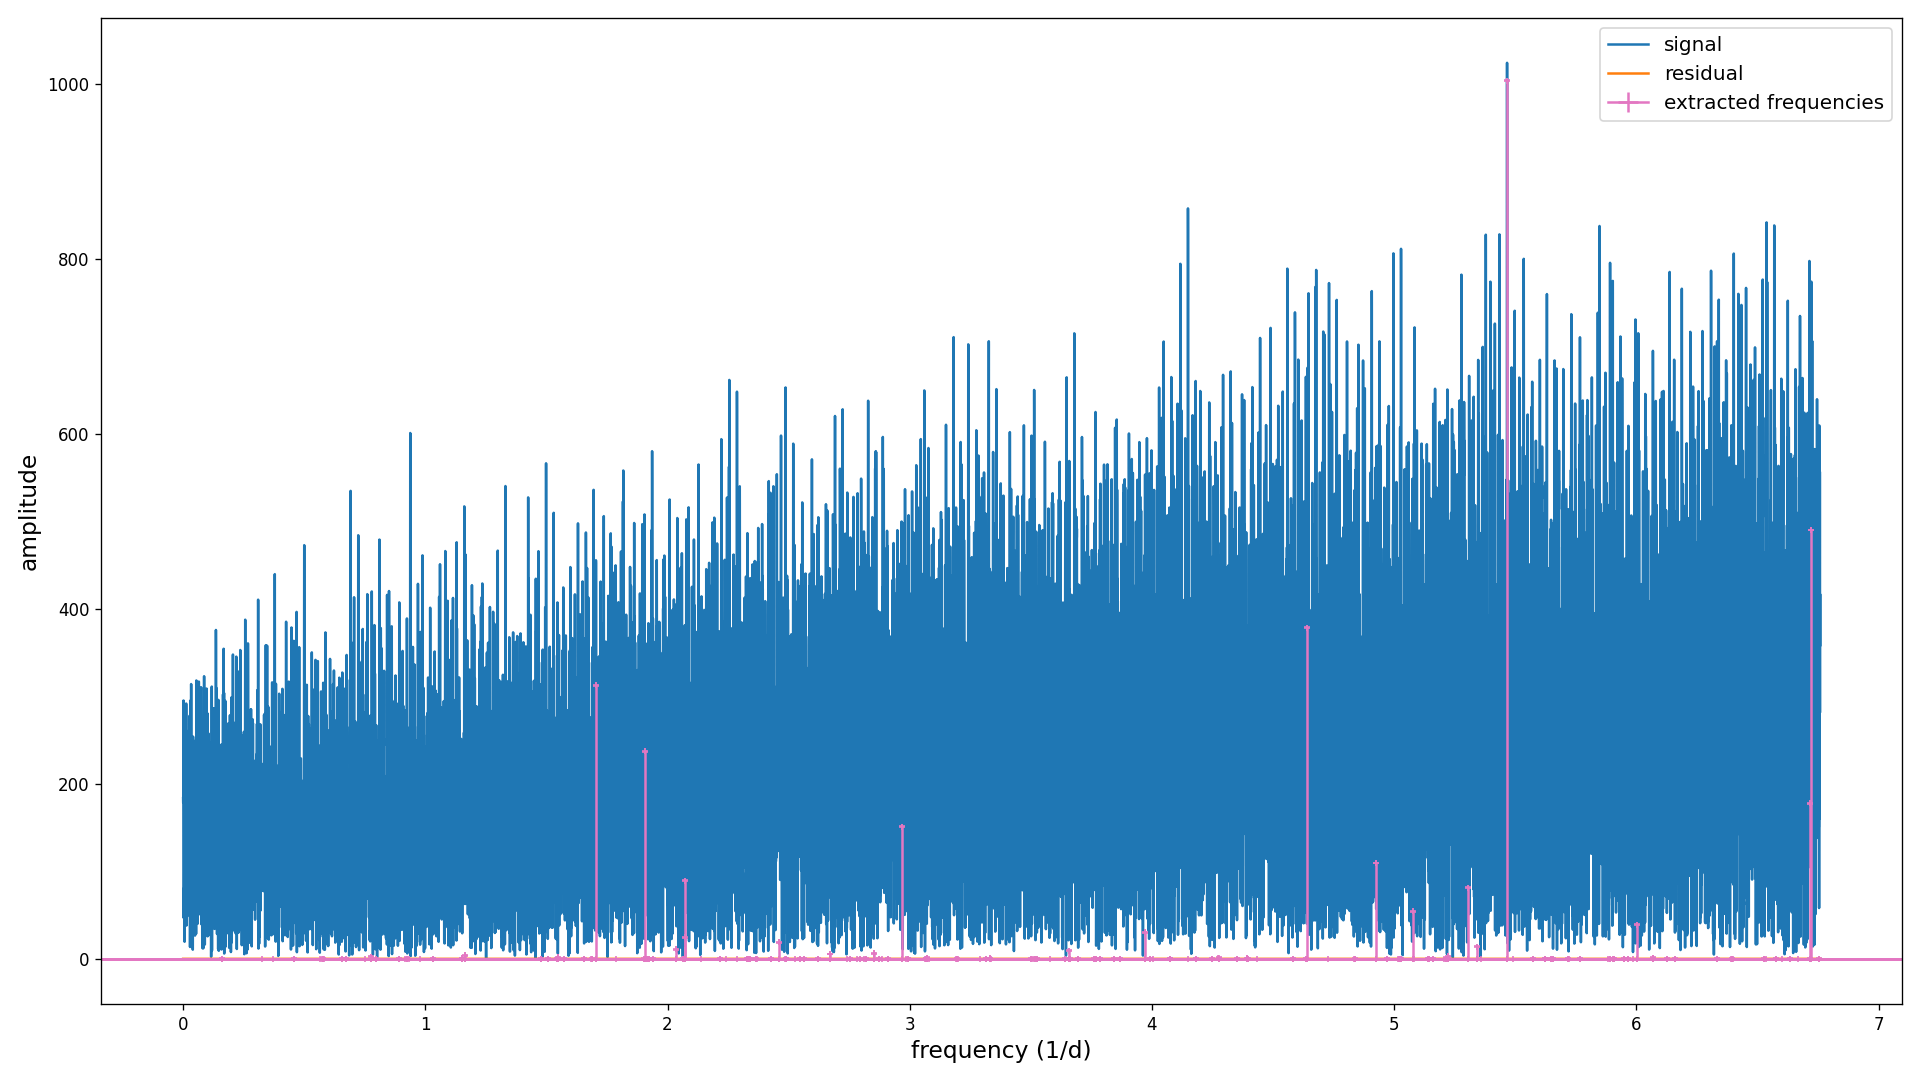 signal
residual
extracted frequencies
1000
800
600
400
200
0
amplitude
0 1 2 3 4 5 6 7
frequency (1/d)